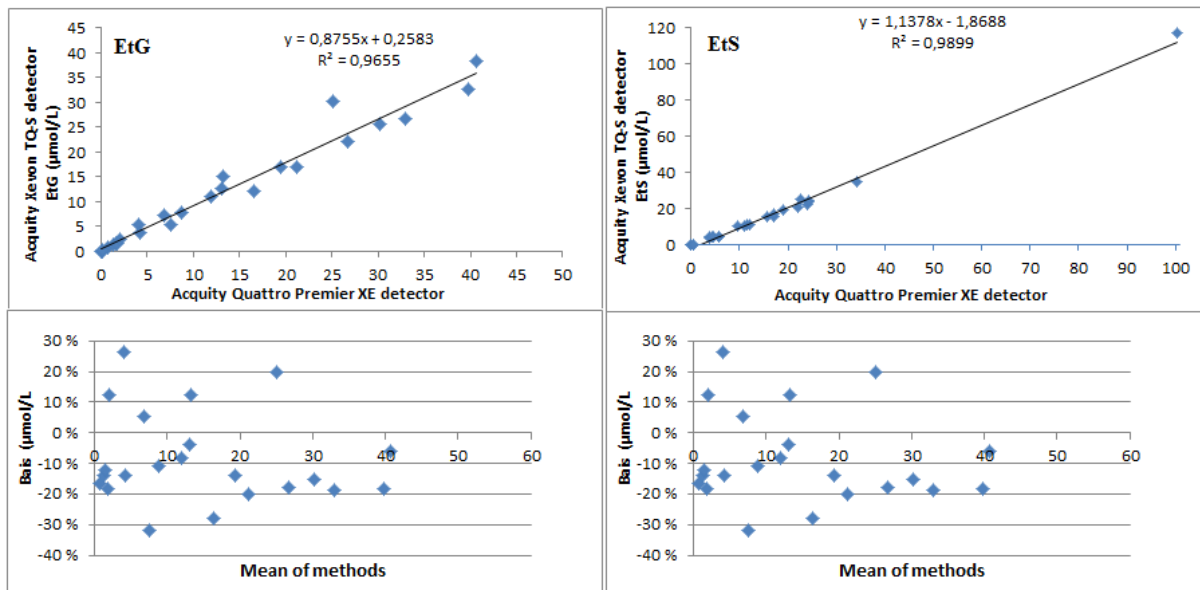 EtG
y = 0,8755x + 0,2583
R² = 0,9655
Acquity Xevon TQ-S detector
EtG (µmol/L)
45
40
35
30
25
20
15
10
5
0
0 5 10 15 20 25 30 35 40 45 50
Acquity Quattro Premier XE detector
EtS
y = 1,1378x - 1,8688
R² = 0,9899
Acquity Xevon TQ-S detector
EtS (µmol/L)
120
100
80
60
40
20
0
0 10 20 30 40 50 60 70 80 90 100
Acquity Quattro Premier XE detector
Bais (µmol/L
30 %
20 %
10 %
0 %
-10 %
-20 %
-30 %
-40 %
0 10 20 30 40 50 60
Mean of methods
Bais (µmol/L
30 %
20 %
10 %
0 %
-10 %
-20 %
-30 %
-40 %
0 10 20 30 40 50 60
Mean of methods